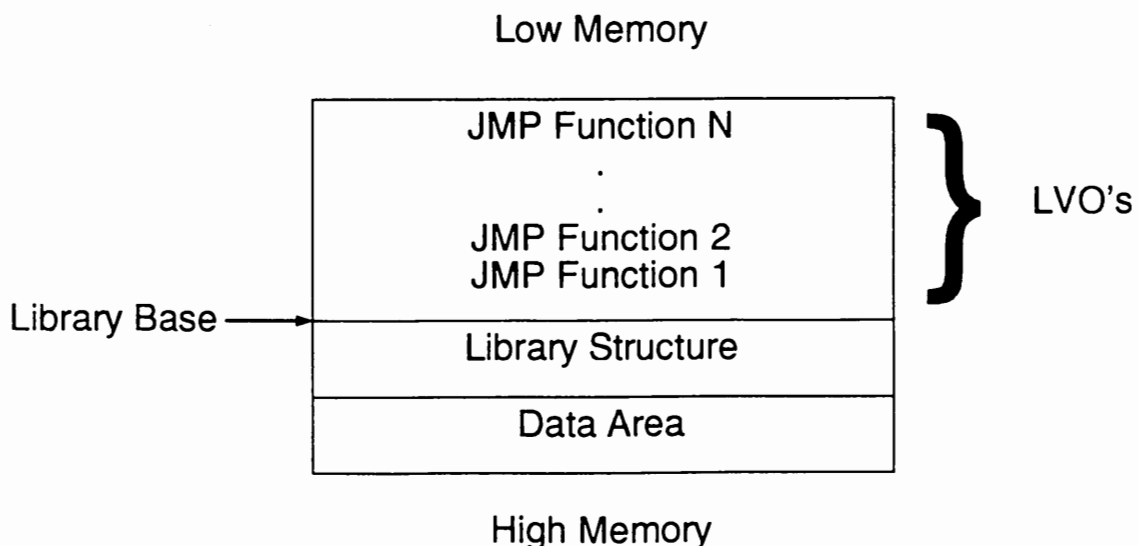 Low Memory
JMP Function N
.
.
JMP Function 2
JMP Function 1
LVO's
Library Base
Library Structure
Data Area
High Memory